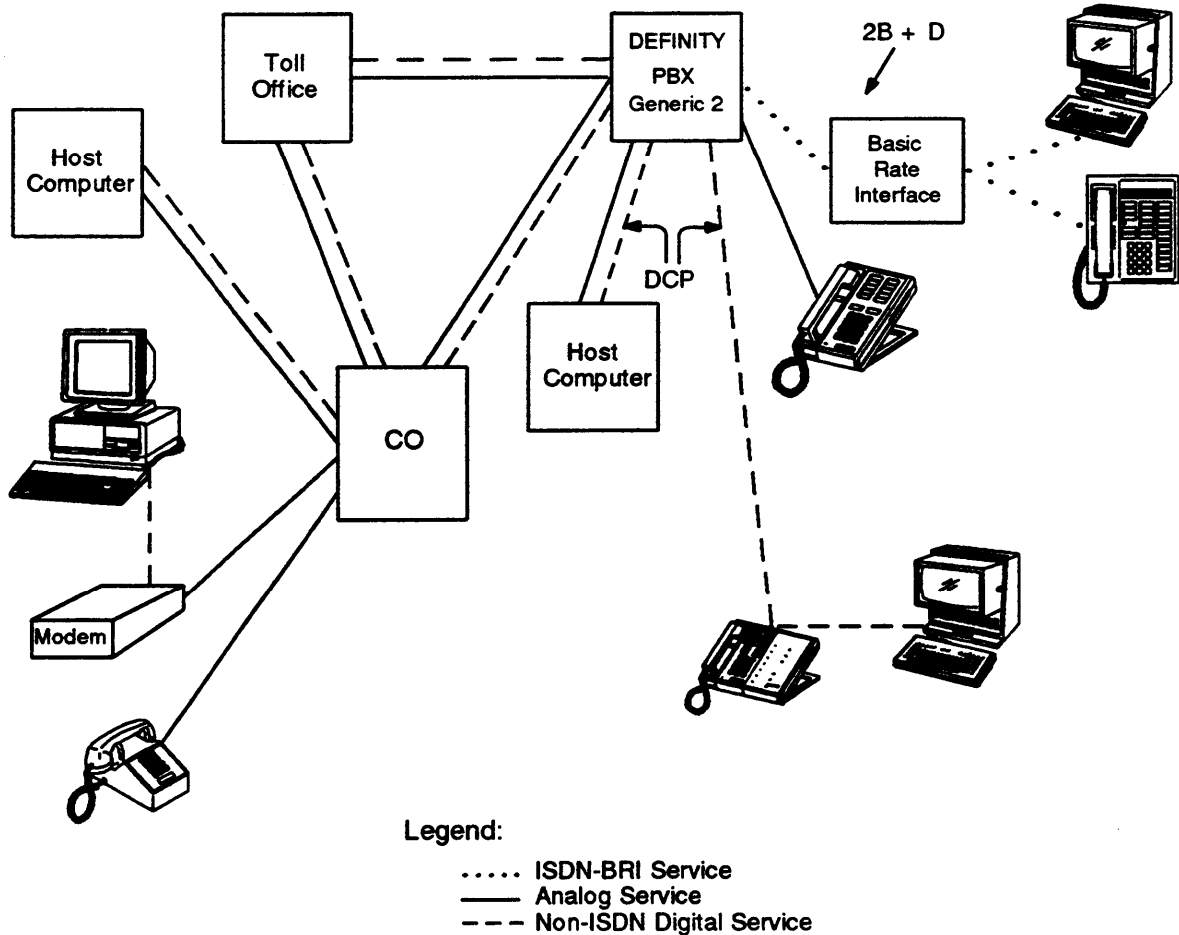 Toll
Office
DEFINITY
PBX
Generic 2
2B + D
Host
Computer
Basic
Rate
Interface
DCP
Host
Computer
CO
Modem
Legend:
ISDN-BRI Service
Analog Service
Non-ISDN Digital Service